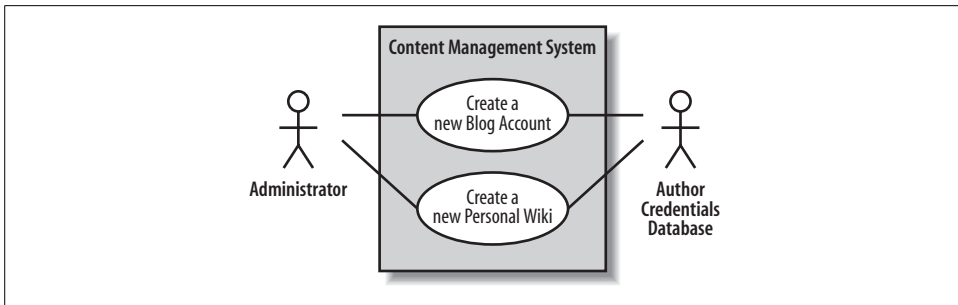 Content Management System
Create a
new Blog Account
Administrator
Create a
new Personal Wiki
Author
Credentials
Database